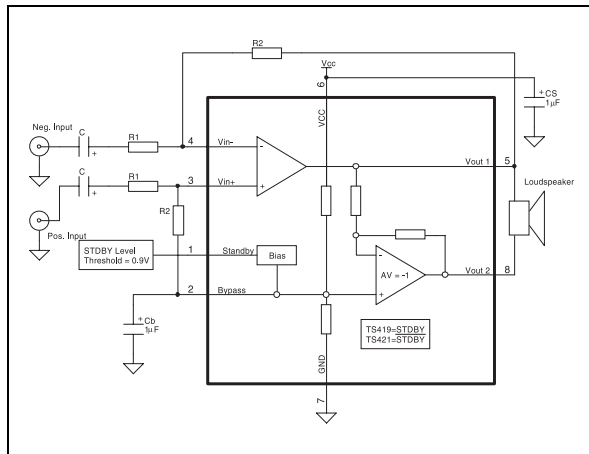 R2
Vcc
6
+ CS
1µF
VCC
Neg. Input
C
+
R1
4
Vin-
-
Vout 1
5
C
+
R1
3
Vin+
+
Loudspeaker
R2
Pos. Input
STDBY Level
Threshold = 0.9V
1
Standby
Bias
-
AV = -1
+
Vout 2
8
2
Bypass
+ Cb
1µF
TS419=STDBY
TS421=STDBY
GND
7